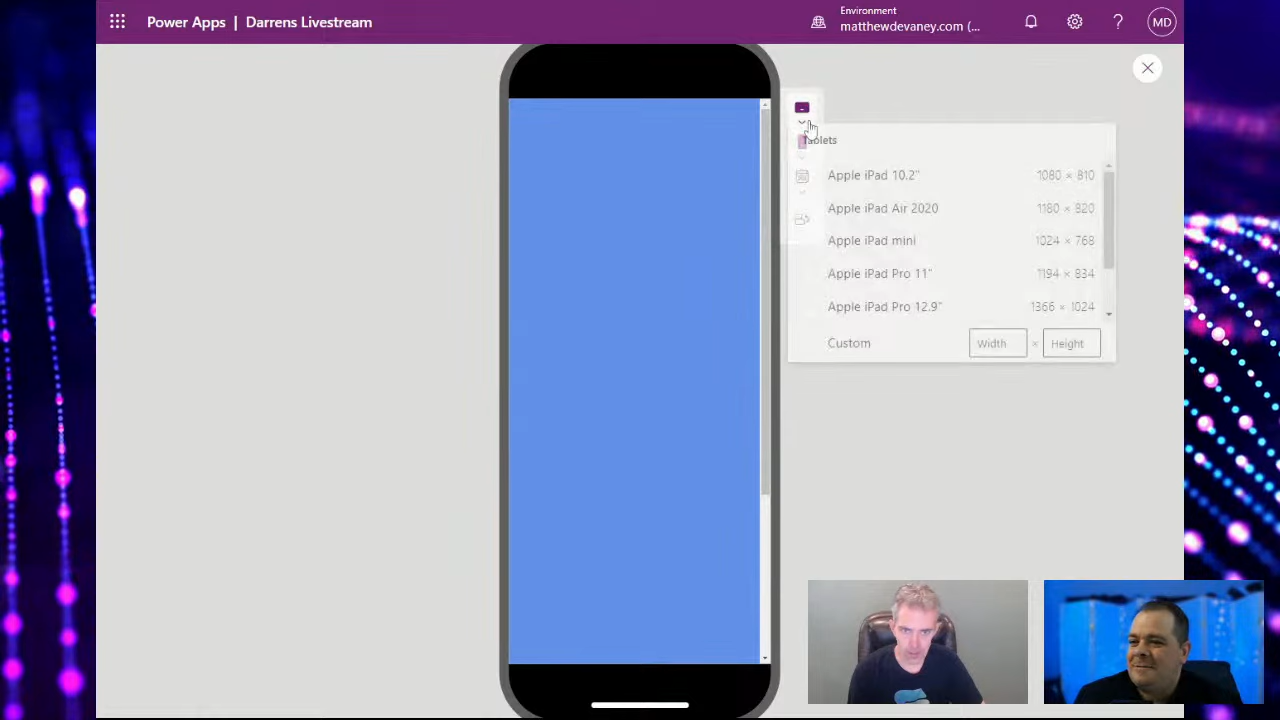 Power Apps | Darrens Livestream
Environment
matthewdevaney.com (...
MD
Tablets
Apple iPad 10.2" 1080 × 810
Apple iPad Air 2020 1180 × 820
Apple iPad mini 1024 × 768
Apple iPad Pro 11" 1194 × 834
Apple iPad Pro 12.9" 1366 × 1024
Custom Width × Height